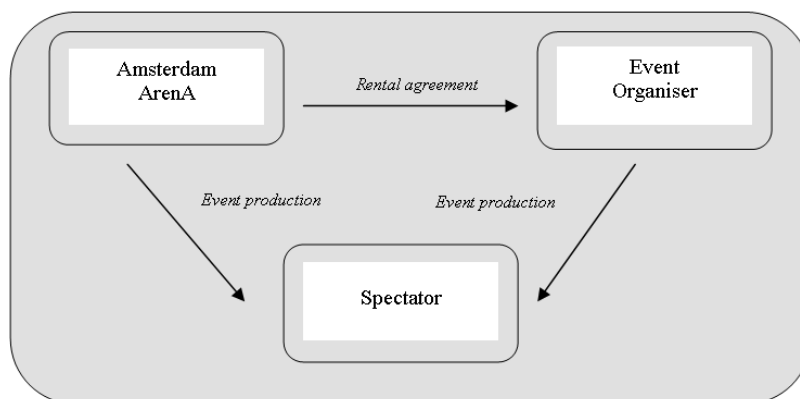 Amsterdam
ArenA
Rental agreement
Event
Organiser
Event production
Event production
Spectator